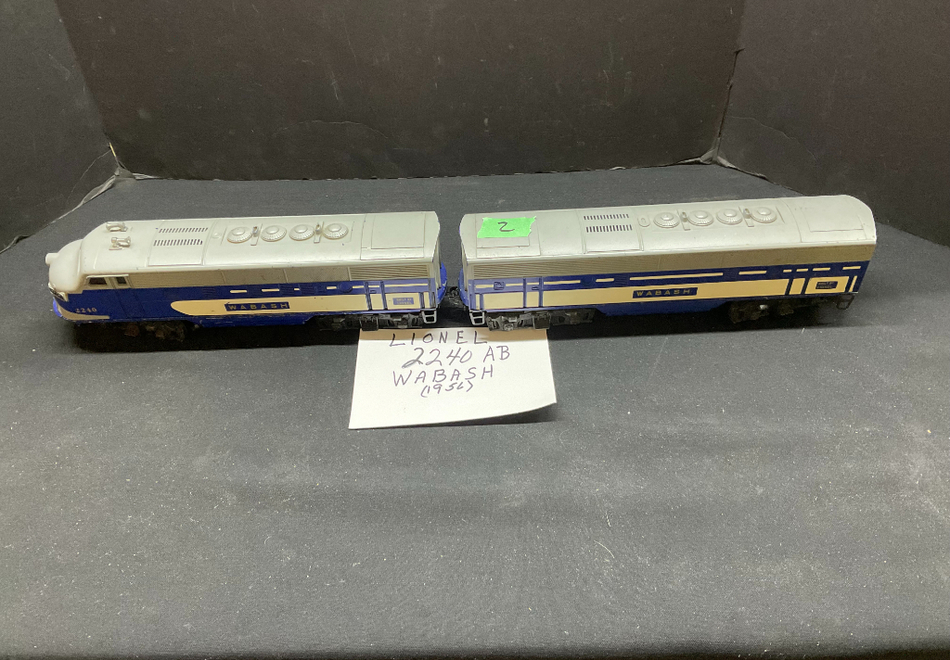 2
WABASH
2240
WABASH
LIONEL
2240 AB
WABASH
(1956)